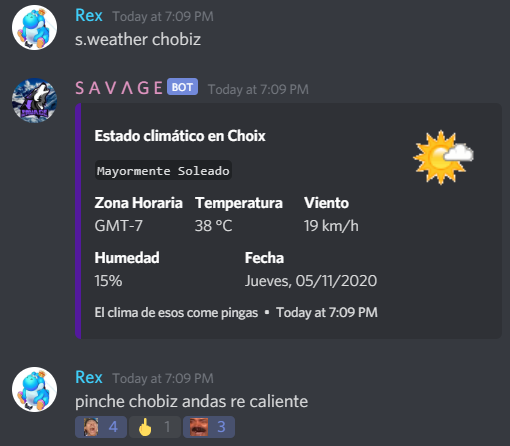 Rex Today at 7:09 PM
s.weather chobiz
S A V Λ G E BOT Today at 7:09 PM
Estado climático en Choix
Mayormente Soleado
Zona Horaria Temperatura Viento
GMT-7 38 °C 19 km/h
Humedad Fecha
15% Jueves, 05/11/2020
El clima de esos come pingas • Today at 7:09 PM
Rex Today at 7:09 PM
pinche chobiz andas re caliente
4 1 3